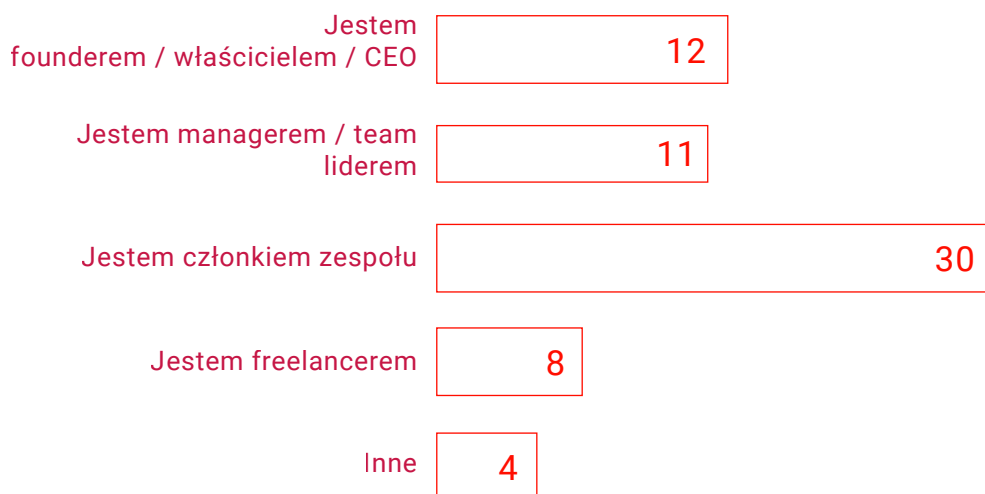 Jestem
founderem / właścicielem / CEO
12
Jestem managerem / team
liderem
11
Jestem członkiem zespołu
30
Jestem freelancerem
8
Inne
4